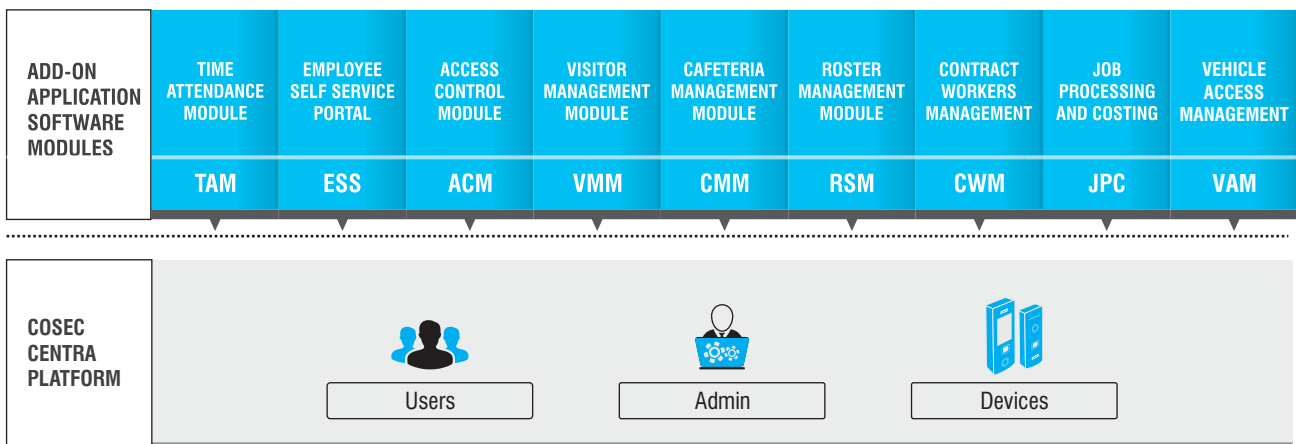 ADD-ON
APPLICATION
SOFTWARE
MODULES
TIME
ATTENDANCE
MODULE
EMPLOYEE
SELF SERVICE
PORTAL
ACCESS
CONTROL
MODULE
VISITOR
MANAGEMENT
MODULE
CAFETERIA
MANAGEMENT
MODULE
ROSTER
MANAGEMENT
MODULE
CONTRACT
WORKERS
MANAGEMENT
JOB
PROCESSING
AND COSTING
VEHICLE
ACCESS
MANAGEMENT
TAM
ESS
ACM
VMM
CMM
RSM
CWM
JPC
VAM
COSEC
CENTRA
PLATFORM
Users
Admin
Devices